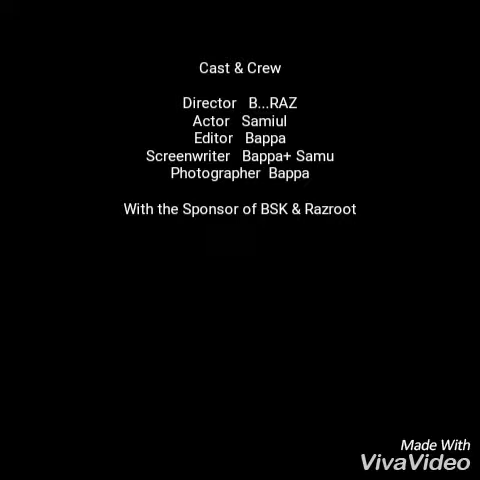 Cast & Crew
Director B...RAZ
Actor Samiul
Editor Bappa
Screenwriter Bappa+ Samu
Photographer Bappa
With the Sponsor of BSK & Razroot
Made With
VivaVideo